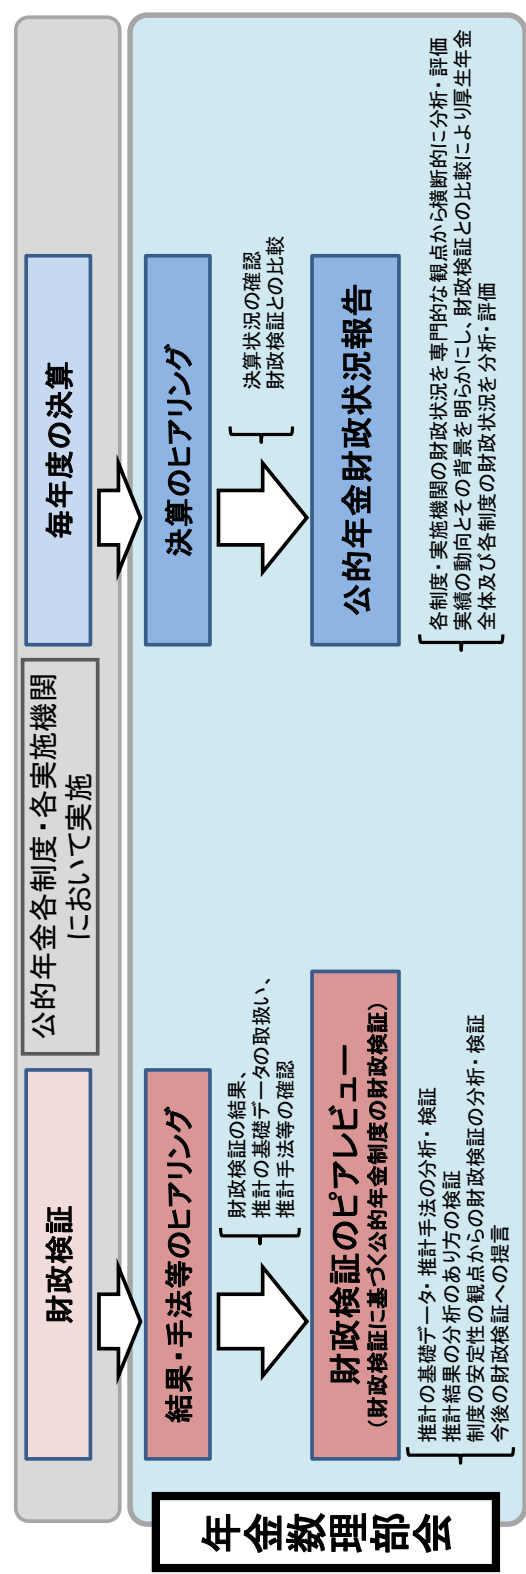 公的年金各制度・各実施機関
において実施
財政検証
毎年度の決算
年金数理部会
結果・手法等のヒアリング
財政検証の結果、
推計の基礎データの取扱い、
推計手法等の確認
財政検証のピアレビュー
(財政検証に基づく公的年金制度の財政検証)
推計の基礎データ・推計手法の分析・検証
推計結果の分析のあり方の検証
制度の安定性の観点からの財政検証の分析・検証
今後の財政検証への提言
決算のヒアリング
決算状況の確認
財政検証との比較
公的年金財政状況報告
各制度・実施機関の財政状況を専門的な観点から横断的に分析・評価
実績の動向とその背景を明らかにし、財政検証との比較により厚生年金
全体及び各制度の財政状況を分析・評価